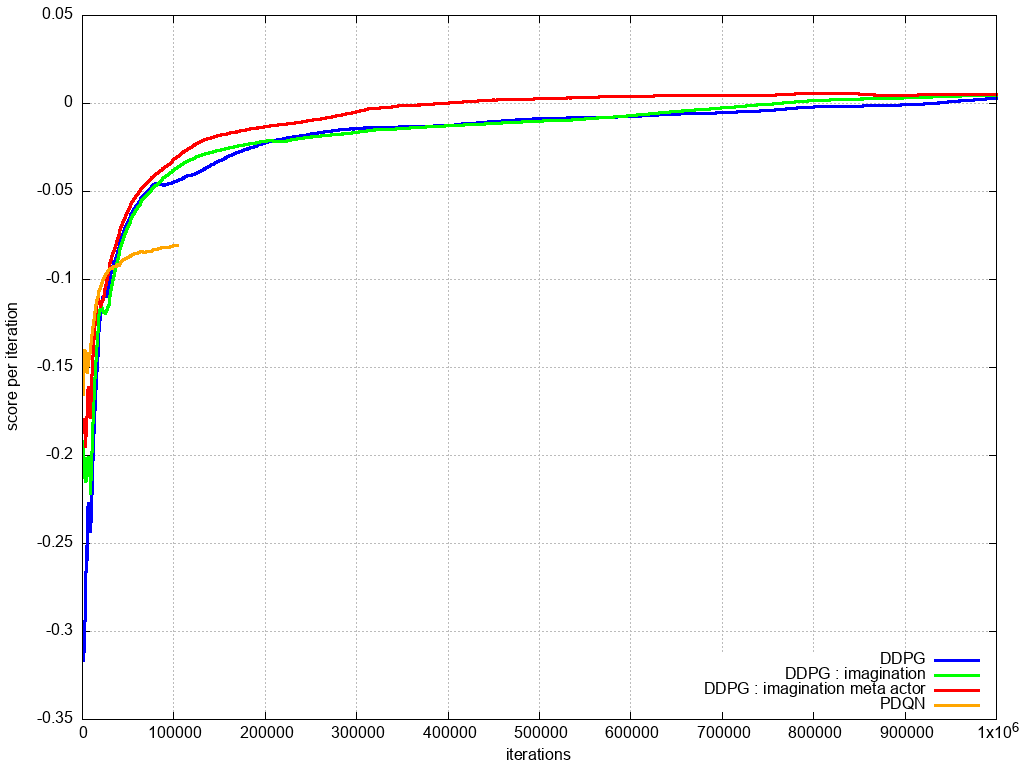 0.05
0
-0.05
-0.1
-0.15
-0.2
-0.25
-0.3
-0.35
score per iteration
DDPG
DDPG : imagination
DDPG : imagination meta actor
PDQN
0 100000 200000 300000 400000 500000 600000 700000 800000 900000 1x10⁶
iterations